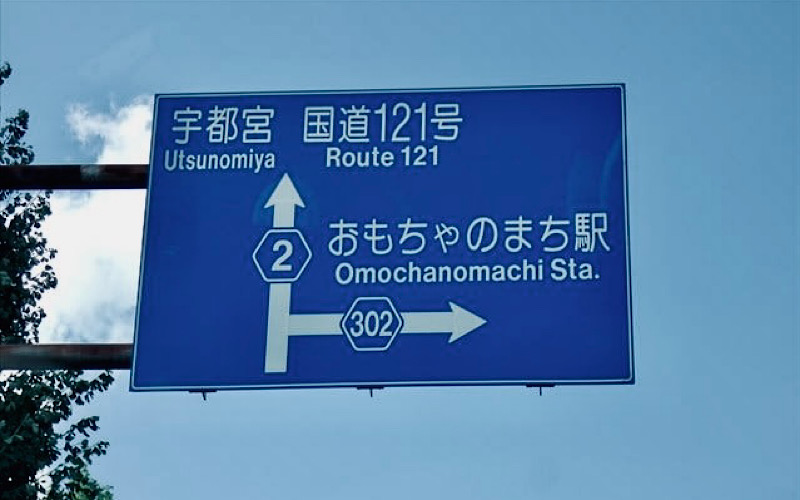 宇都宮 国道121号
Utsunomiya Route 121
2
おもちゃのまち駅
Omochanomachi Sta.
302